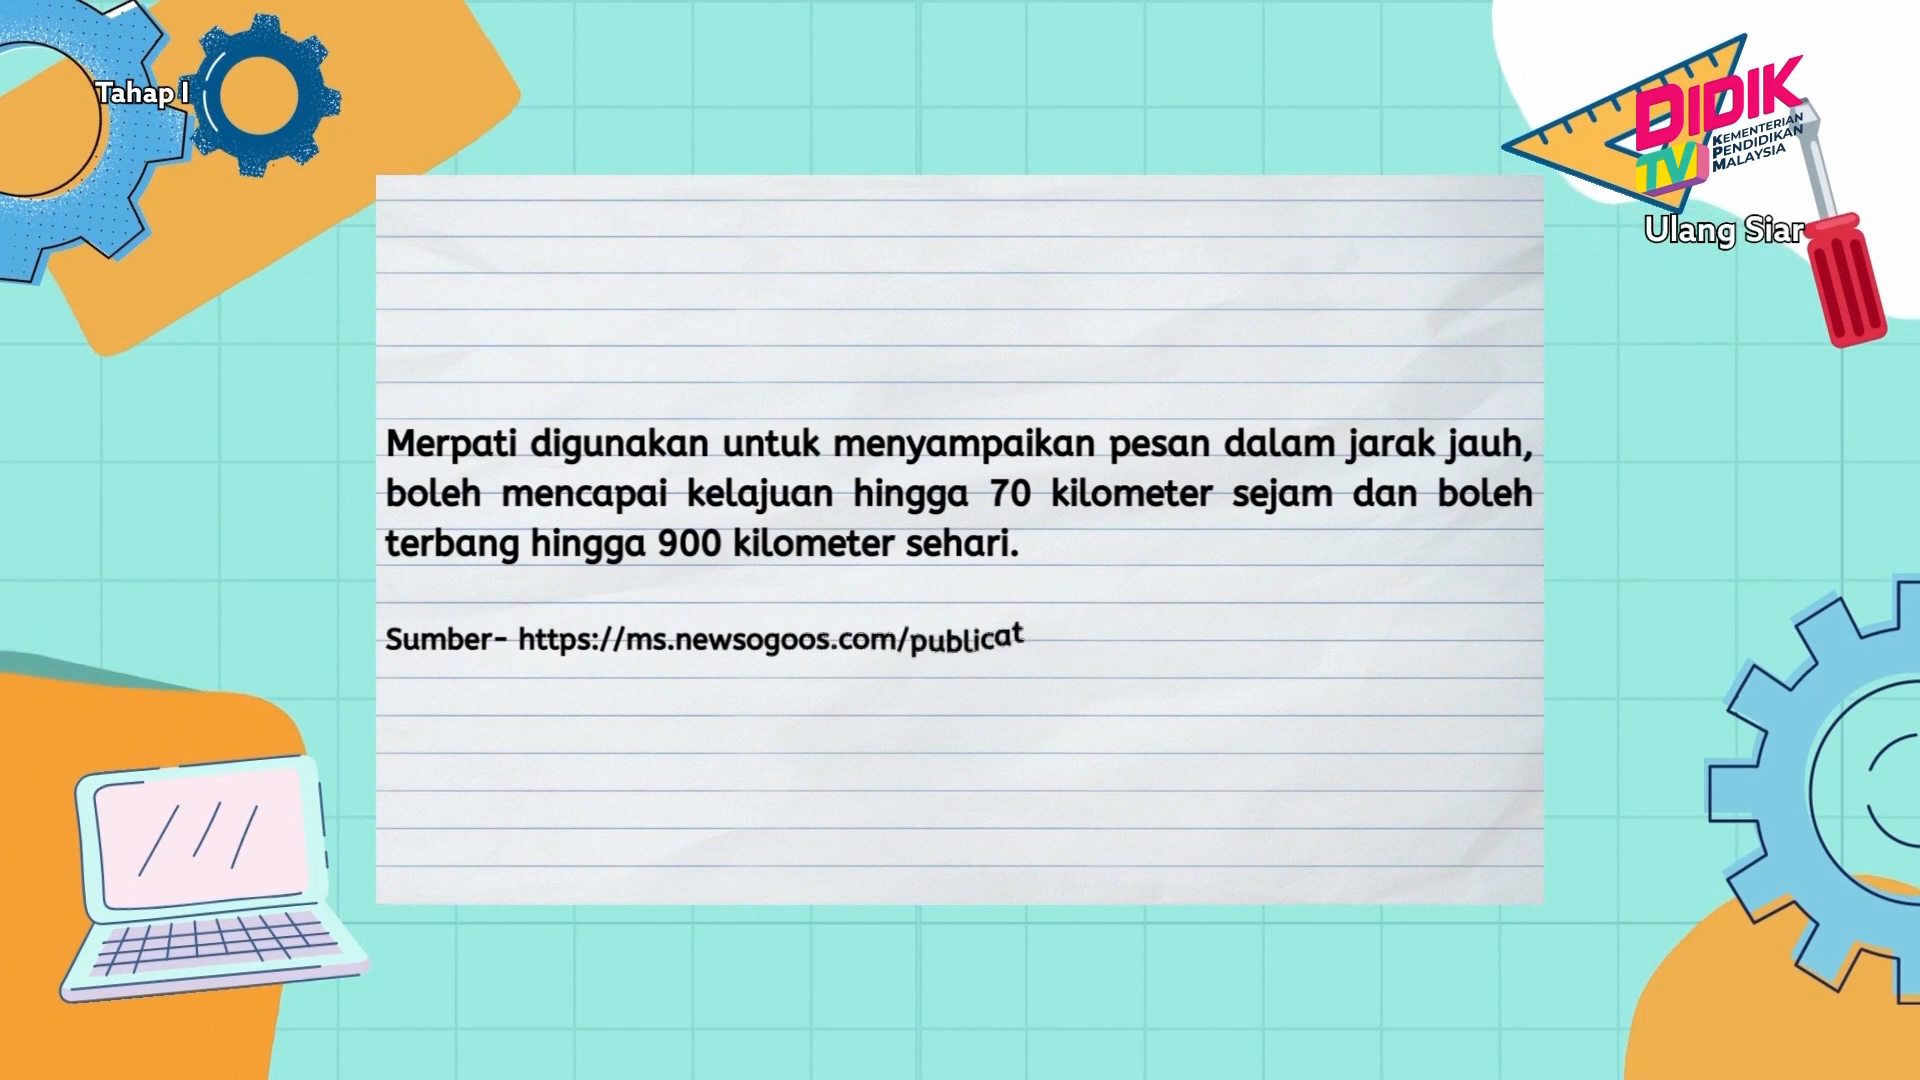 Tahap I
DIDIK
TV
KEMENTERIAN
PENDIDIKAN
MALAYSIA
Ulang Siar
Merpati digunakan untuk menyampaikan pesan dalam jarak jauh,
boleh mencapai kelajuan hingga 70 kilometer sejam dan boleh
terbang hingga 900 kilometer sehari.
Sumber- https://ms.newsogoos.com/publicat